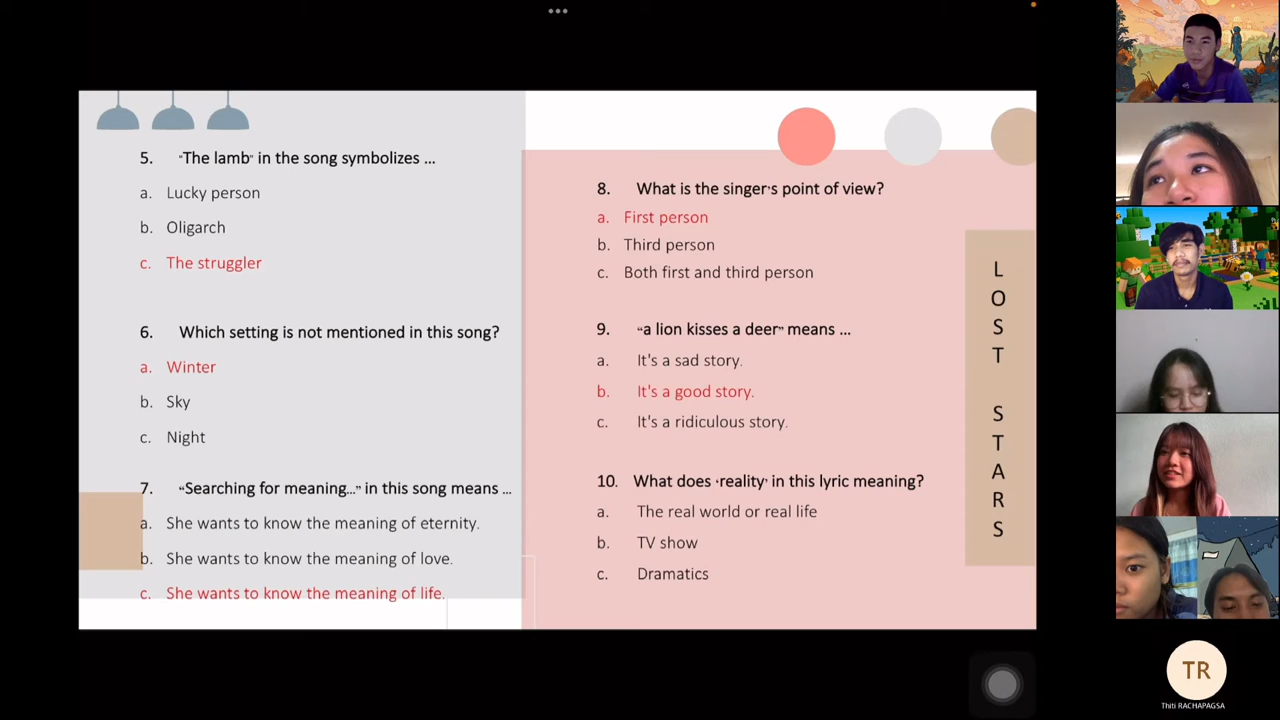 5. "The lamb" in the song symbolizes ...
a. Lucky person
b. Oligarch
c. The struggler
6. Which setting is not mentioned in this song?
a. Winter
b. Sky
c. Night
7. “Searching for meaning...” in this song means ...
a. She wants to know the meaning of eternity.
b. She wants to know the meaning of love.
c. She wants to know the meaning of life.
8. What is the singer's point of view?
a. First person
b. Third person
c. Both first and third person
9. “a lion kisses a deer” means ...
a. It's a sad story.
b. It's a good story.
c. It's a ridiculous story.
10. What does ‘reality’ in this lyric meaning?
a. The real world or real life
b. TV show
c. Dramatics
LOST STARS
TR
Thiti RACHAPAGSA